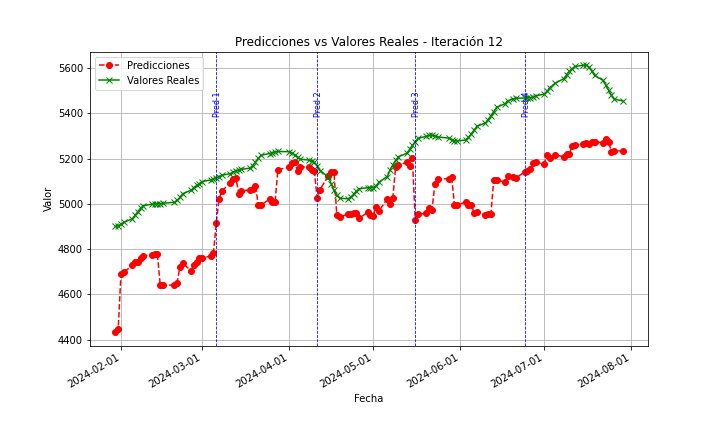 Predicciones vs Valores Reales - Iteración 12
Predicciones
Valores Reales
Pred 1
Pred 2
Pred 3
Pred 4
Valor
5600
5400
5200
5000
4800
4600
4400
2024-02-01
2024-03-01
2024-04-01
2024-05-01
2024-06-01
2024-07-01
2024-08-01
Fecha